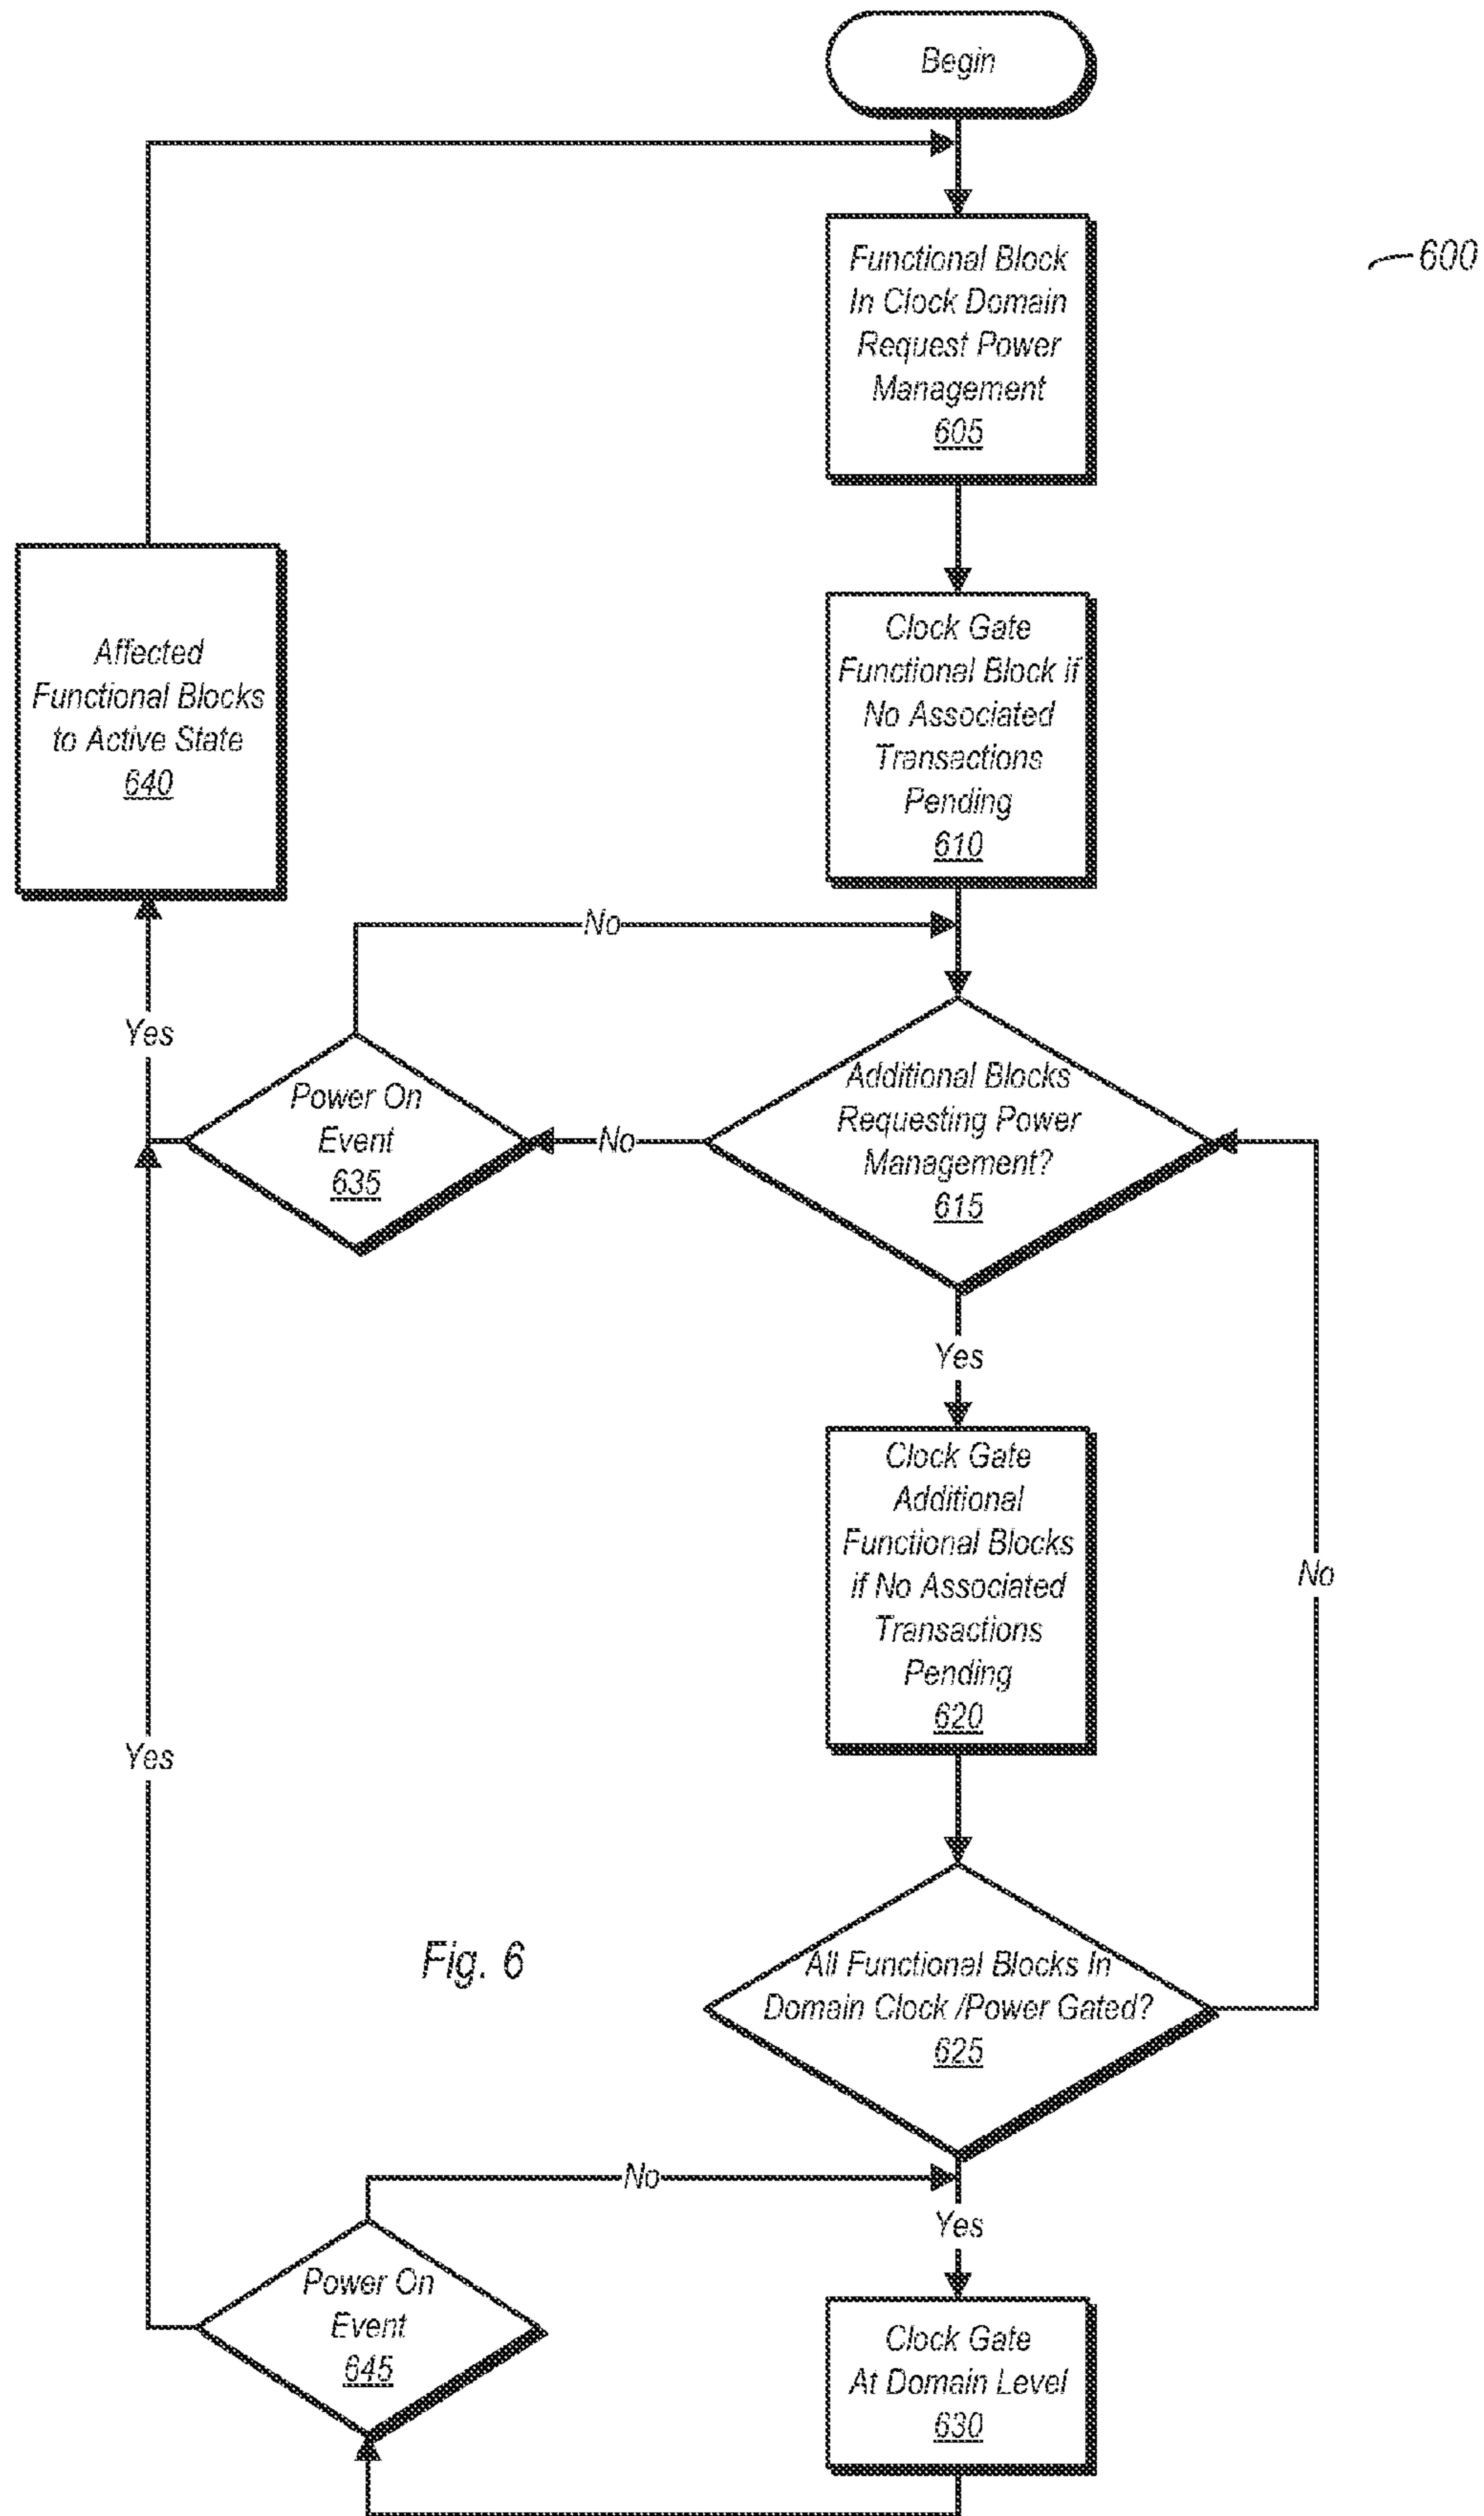 Begin
600
Functional Block
In Clock Domain
Request Power
Management
605
Clock Gate
Functional Block if
No Associated
Transactions
Pending
610
Affected
Functional Blocks
to Active State
640
No
Yes
Power On
Event
635
No
Additional Blocks
Requesting Power
Management?
615
Yes
Clock Gate
Additional
Functional Blocks
if No Associated
Transactions
Pending
620
No
Yes
Fig. 6
All Functional Blocks In
Domain Clock /Power Gated?
625
No
Yes
Power On
Event
645
Clock Gate
At Domain Level
630